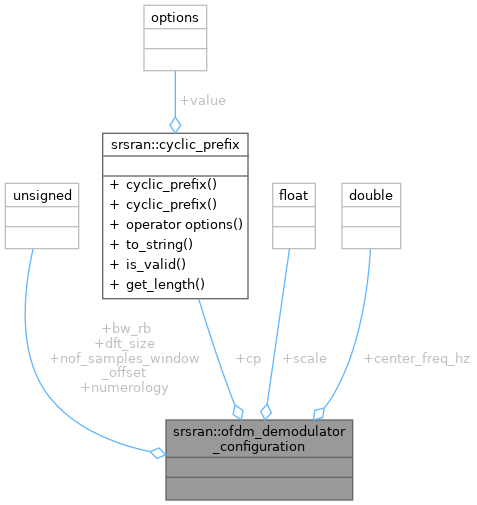 options
+value
srsran::cyclic_prefix
+ cyclic_prefix()
+ cyclic_prefix()
+ operator options()
+ to_string()
+ is_valid()
+ get_length()
unsigned
float
double
+bw_rb
+dft_size
+nof_samples_window
_offset
+numerology
+cp
+scale
+center_freq_hz
srsran::ofdm_demodulator
_configuration